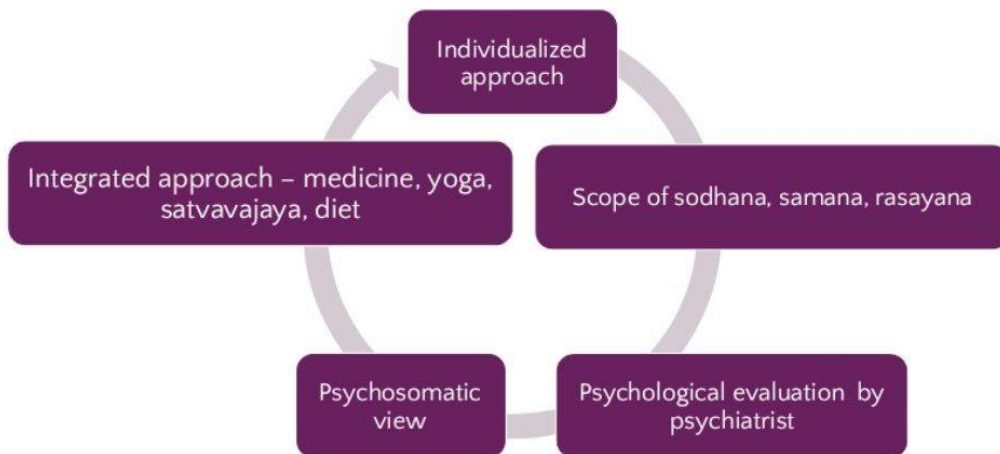 Individualized
approach
Scope of sodhana, samana, rasayana
Psychological evaluation by
psychiatrist
Psychosomatic
view
Integrated approach – medicine, yoga,
satvavajaya, diet